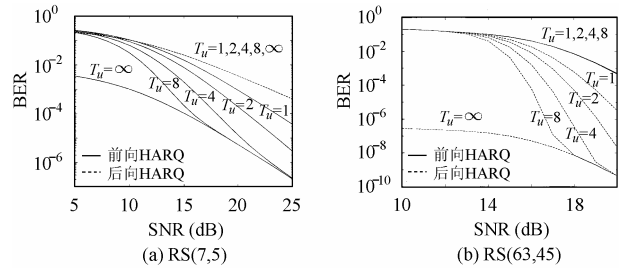 BER
10^0
10^-2
10^-4
10^-6
T_u=1,2,4,8,∞
T_u=∞
T_u=8
T_u=4
T_u=2
T_u=1
前向HARQ
后向HARQ
5
10
15
20
25
SNR (dB)
(a) RS(7,5)
BER
10^0
10^-2
10^-4
10^-6
10^-8
10^-10
T_u=1,2,4,8
T_u=1
T_u=2
T_u=4
T_u=8
T_u=∞
前向HARQ
后向HARQ
10
14
16
18
SNR (dB)
(b) RS(63,45)